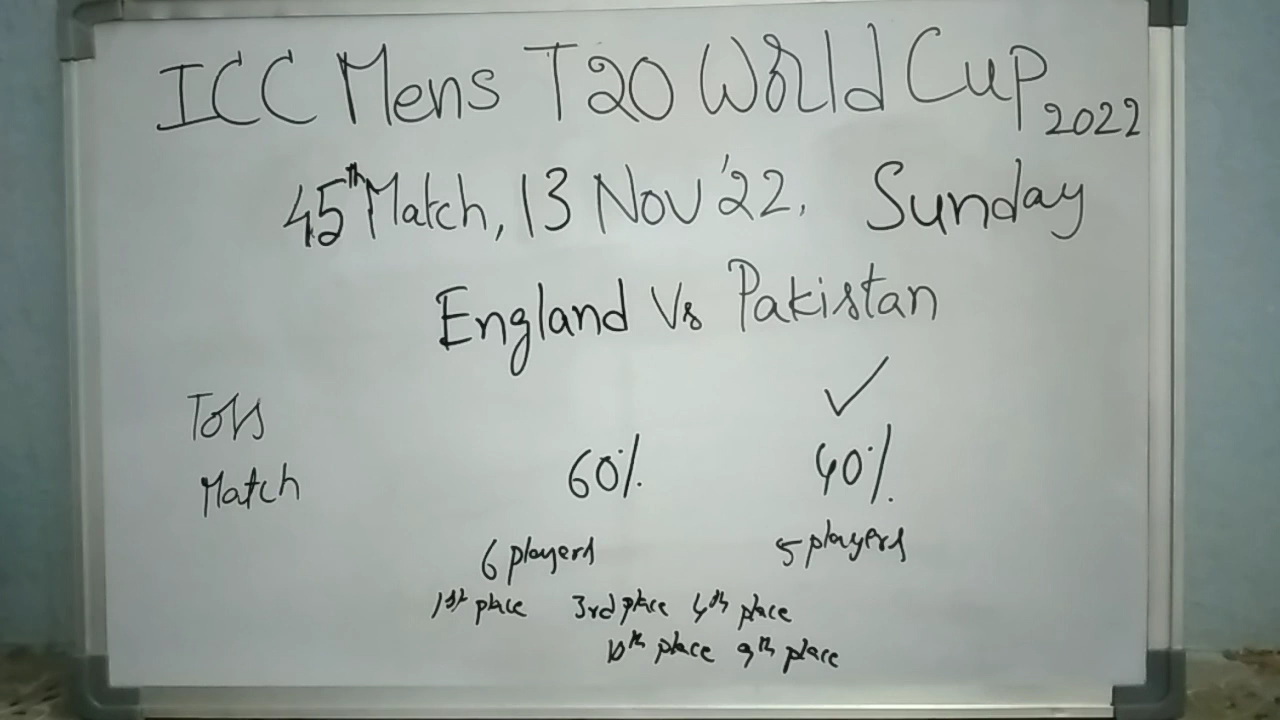 ICC Mens T20 World Cup 2022
45th Match, 13 Nov '22, Sunday
England Vs Pakistan
Toss ✓
Match 60% 40%
6 players 5 players
1st place 3rd place 4th place
10th place 9th place